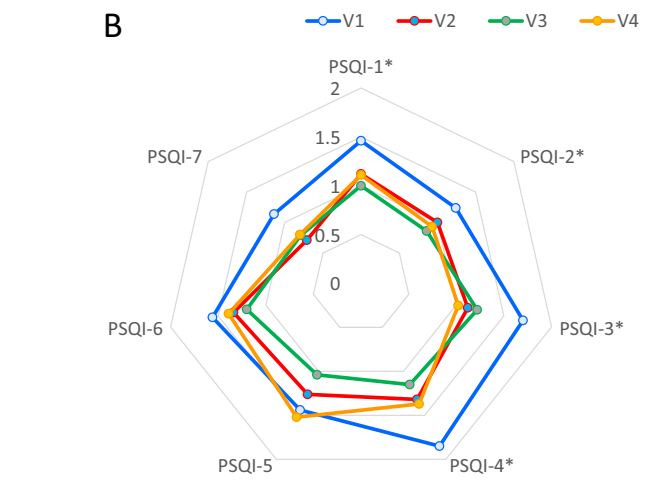 B
V1 V2 V3 V4
PSQI-1*
2
PSQI-7
1.5
PSQI-2*
1
0.5
0
PSQI-6
PSQI-3*
PSQI-5
PSQI-4*